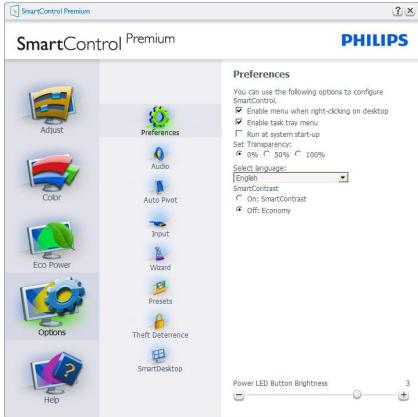 SmartControl Premium
SmartControl Premium
PHILIPS
Adjust
Color
Eco Power
Options
Help
Preferences
Audio
Auto Pivot
Input
Wizard
Presets
Theft Deterrence
SmartDesktop
Preferences
You can use the following options to configure
SmartControl.
Enable menu when right-clicking on desktop
Enable task tray menu
Run at system start-up
Set Transparency:
0% 50% 100%
Select language:
English
SmartContrast
On: SmartContrast
Off: Economy
Power LED Button Brightness 3